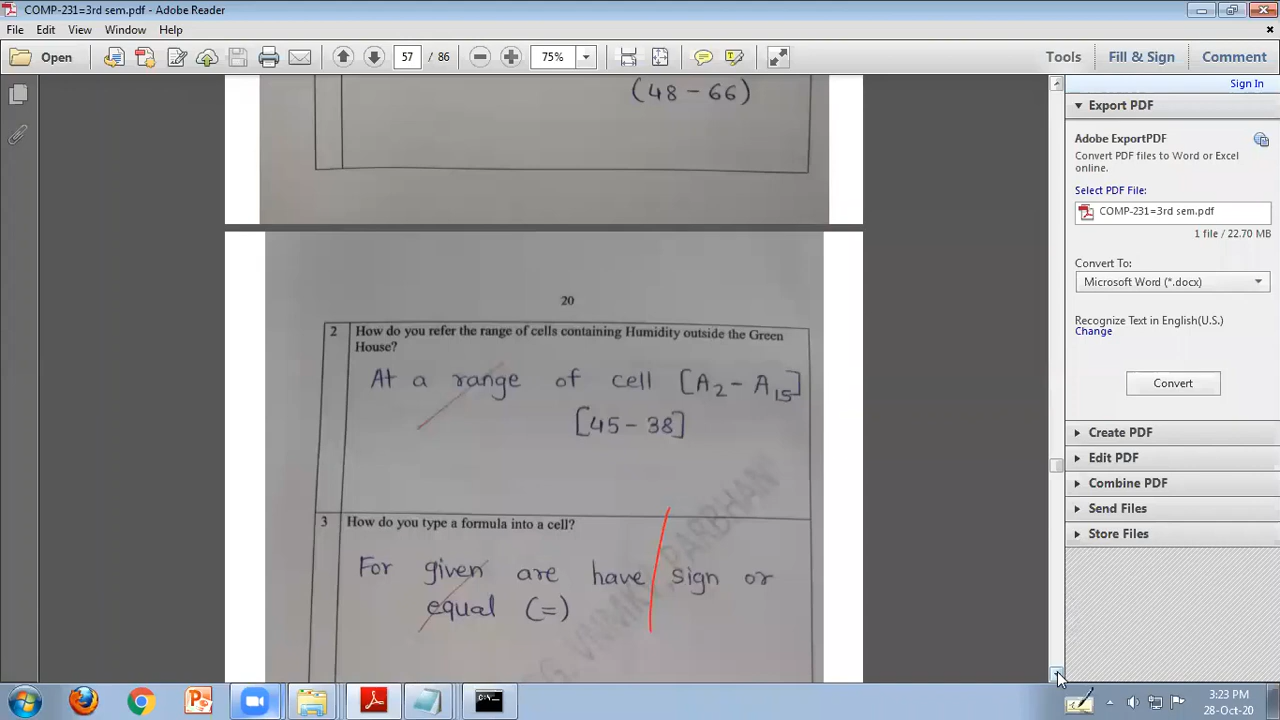 COMP-231=3rd sem.pdf - Adobe Reader
File Edit View Window Help
Open 57 / 86 75% Tools Fill & Sign Comment
Sign In
(48 - 66)
Export PDF
Adobe ExportPDF
Convert PDF files to Word or Excel
online.
Select PDF File:
COMP-231=3rd sem.pdf
1 file / 22.70 MB
Convert To:
Microsoft Word (*.docx)
Recognize Text in English(U.S.)
Change
Convert
Create PDF
Edit PDF
Combine PDF
Send Files
Store Files
20
2 How do you refer the range of cells containing Humidity outside the Green
House?
At a range of cell [A2 - A15]
[45 - 38]
3 How do you type a formula into a cell?
For given are have sign or
equal (=)
3:23 PM
28-Oct-20